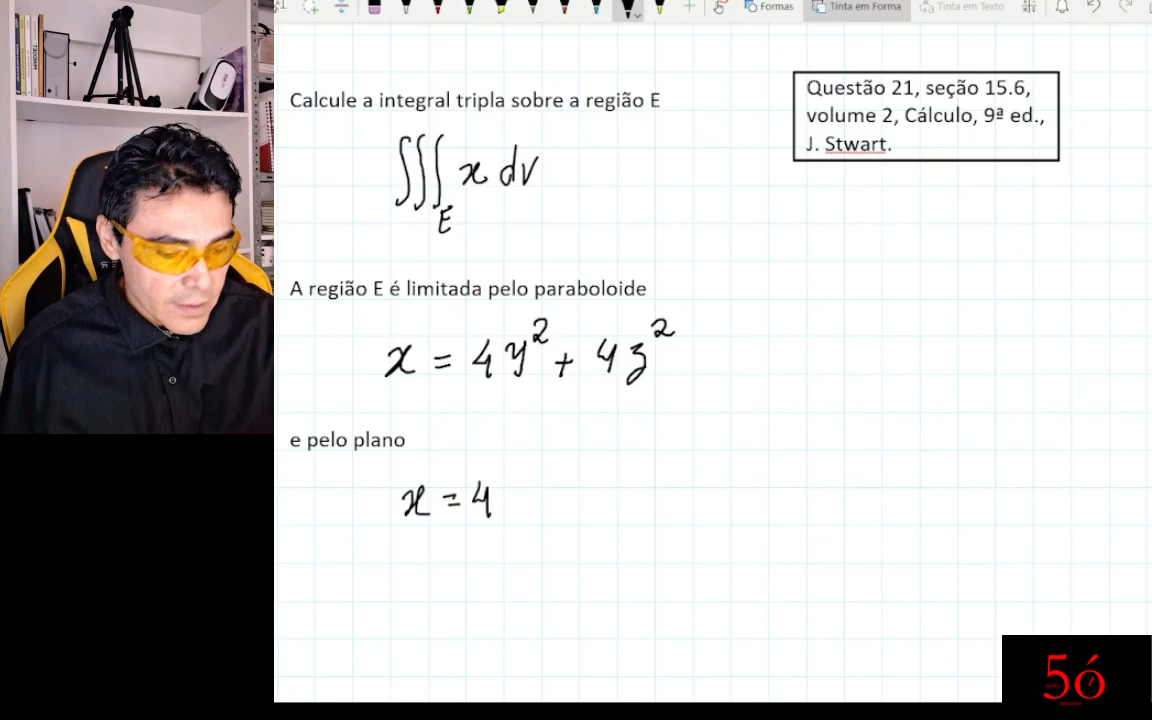 Formas
Tinta em Forma
Tinta em Texto
Calcule a integral tripla sobre a região E
∭_E x dv
Questão 21, seção 15.6,
volume 2, Cálculo, 9ª ed.,
J. Stwart.
A região E é limitada pelo paraboloide
x = 4y² + 4z²
e pelo plano
x = 4
5ó